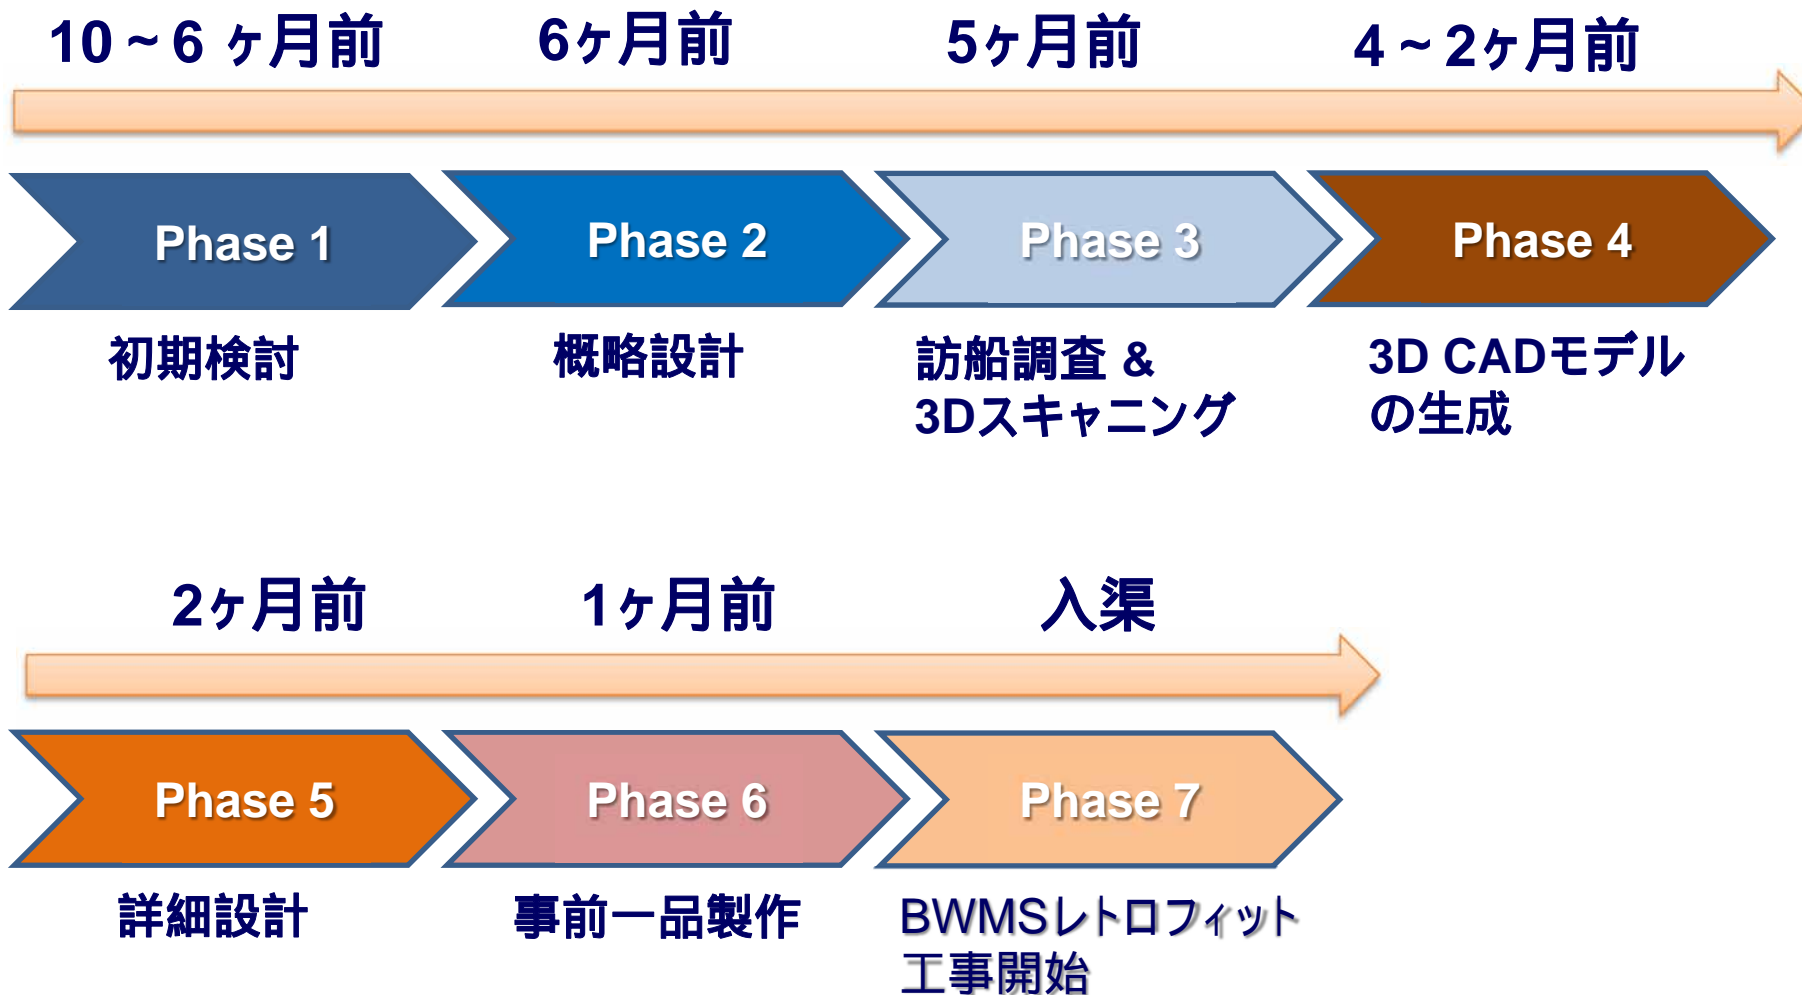 10~6 ヶ月前
6ヶ月前
5ヶ月前
4~2ヶ月前
Phase 1
Phase 2
Phase 3
Phase 4
初期検討
概略設計
訪船調査 &
3Dスキャニング
3D CADモデル
の生成
2ヶ月前
1ヶ月前
入渠
Phase 5
Phase 6
Phase 7
詳細設計
事前一品製作
BWMSレトロフィット
工事開始